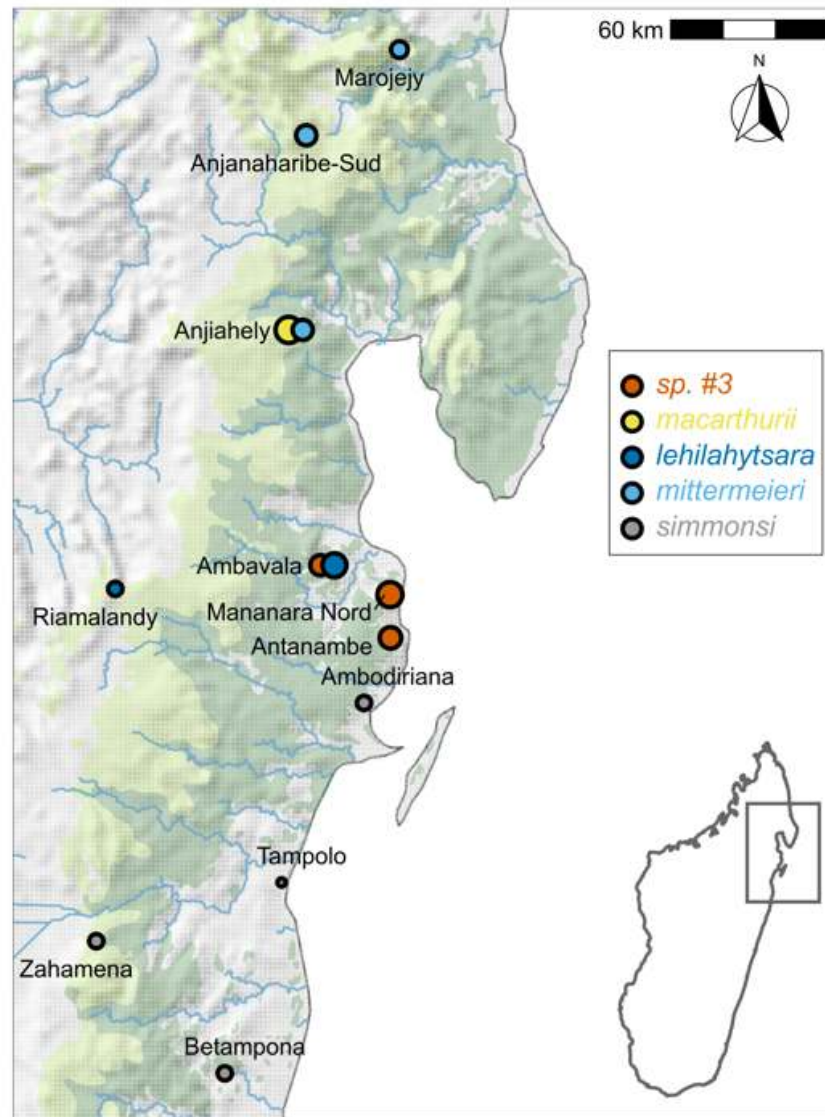 60 km
N
Marojejy
Anjanaharibe-Sud
Anjiahely
sp. #3
macarthurii
lehilahytsara
mittermeieri
simmonsi
Ambavala
Riamalandy
Mananara Nord
Antanambe
Ambodiriana
Tampolo
Zahamena
Betampona